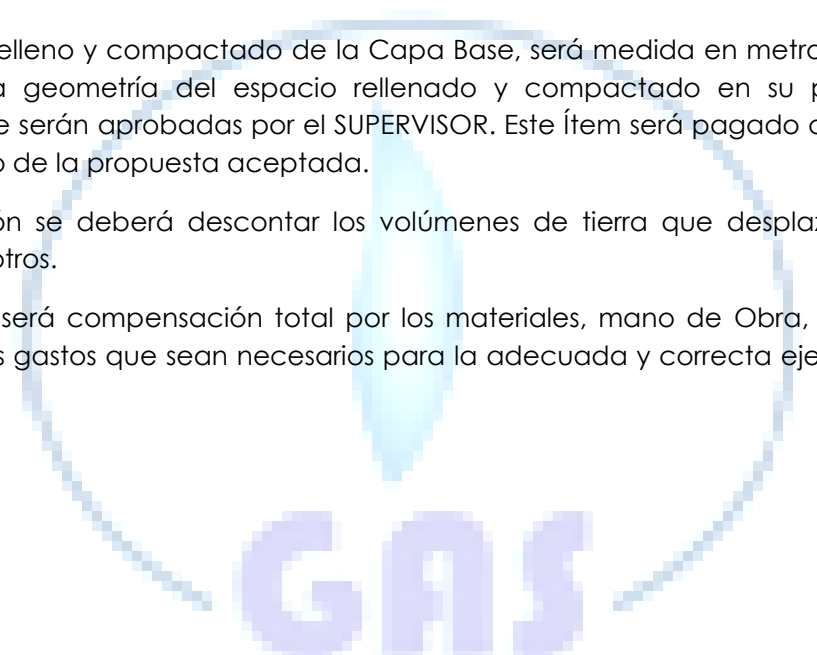 elleno y compactado de la Capa Base, será medida en metro
a geometría del espacio rellenado y compactado en su p
e serán aprobadas por el SUPERVISOR. Este Ítem será pagado
o de la propuesta aceptada.
ón se deberá descontar los volúmenes de tierra que despla
otros.
será compensación total por los materiales, mano de Obra,
s gastos que sean necesarios para la adecuada y correcta eje
GAS